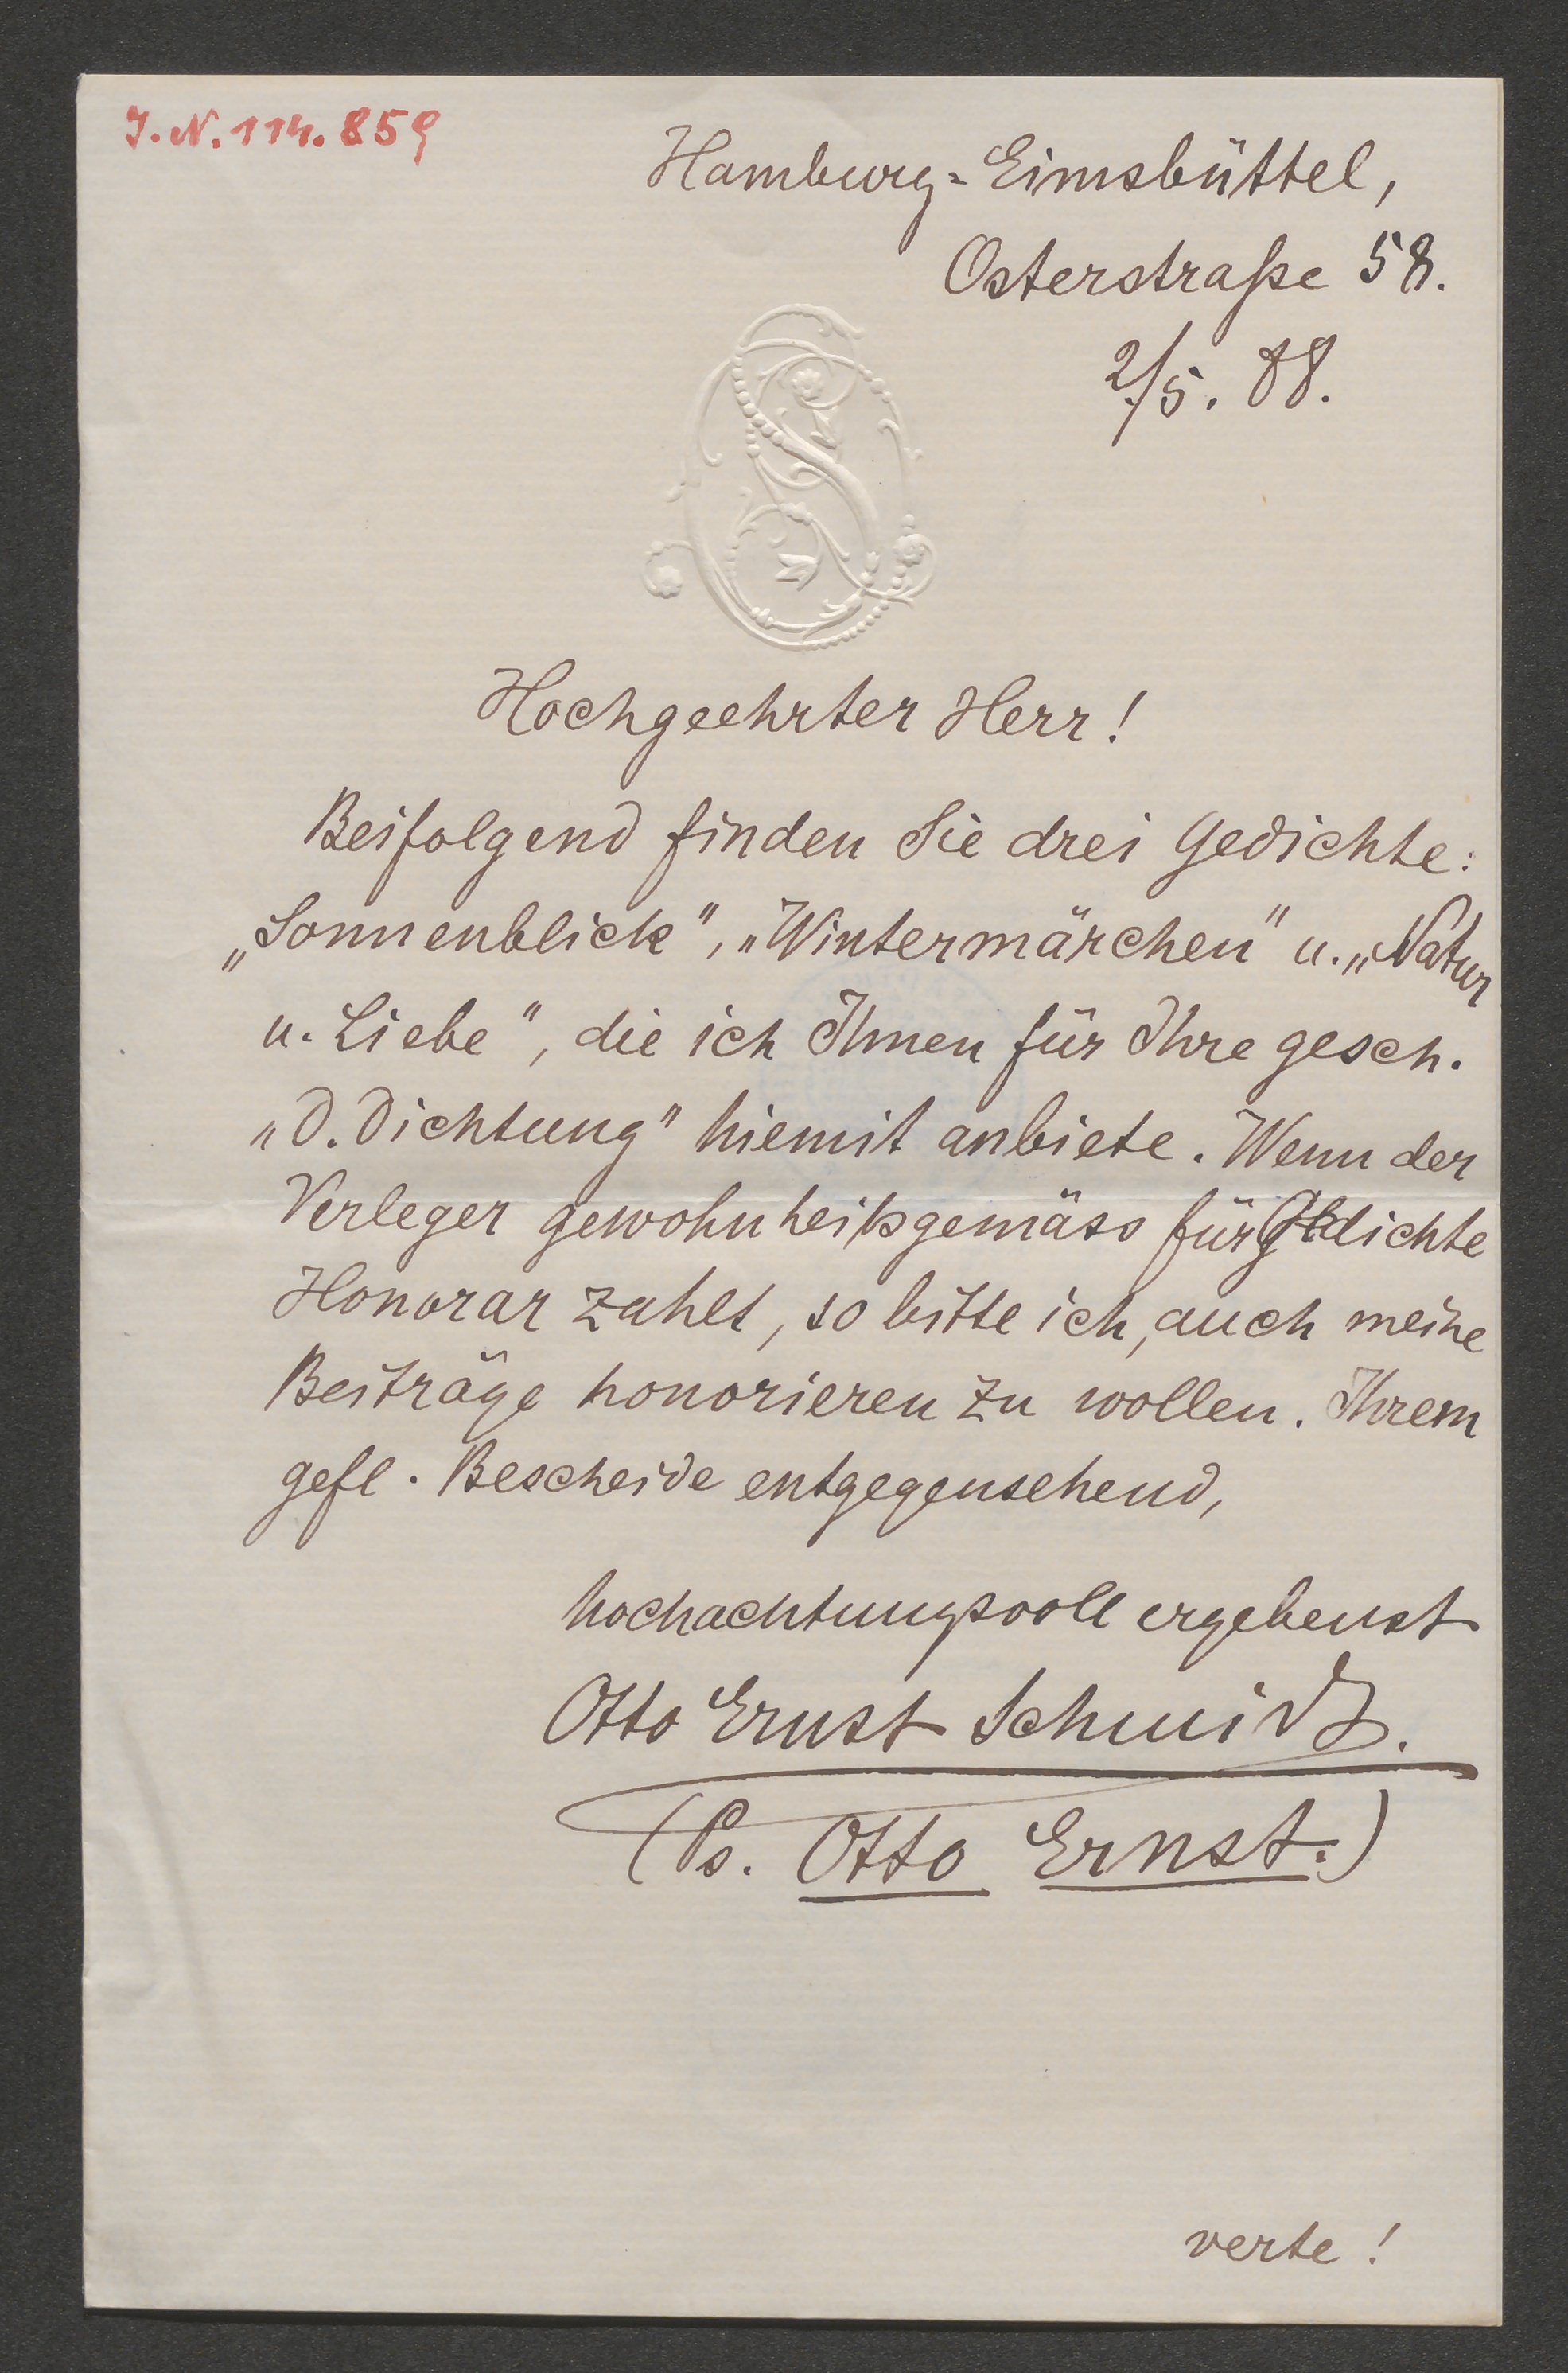 J.N.114.859
Hamburg-Eimsbüttel,
Osterstraße 58.
2/5. 88.
Hochgeehrter Herr!
Beifolgend finden Sie drei Gedichte:
„Sonnenblick", „Wintermärchen" u. „Natur
u. Liebe", die ich Ihnen für Ihre gesch.
„D. Dichtung" hiemit anbiete. Wenn der
Verleger gewohnheitsgemäss für Gedichte
Honorar zahlt, so bitte ich, auch meine
Beiträge honorieren zu wollen. Ihrem
gefl. Bescheide entgegensehend,
hochachtungsvoll ergebenst
Otto Ernst Schmidt.
(Ps. Otto Ernst.)
verte!